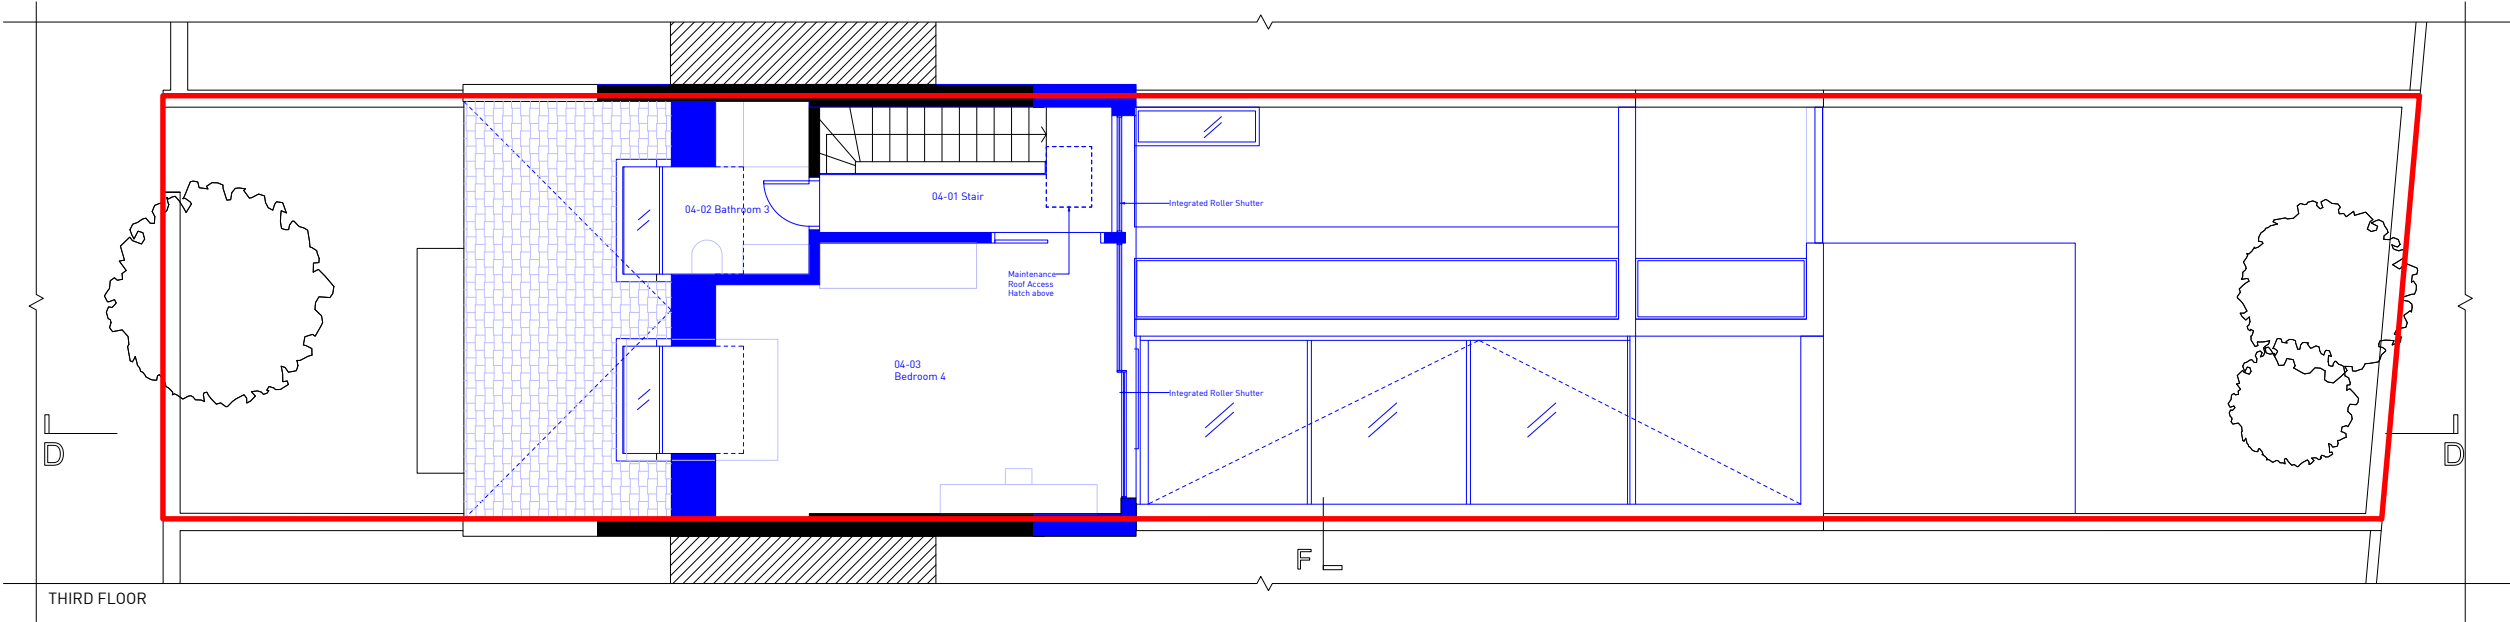 04-02 Bathroom 3
04-01 Stair
Integrated Roller Shutter
Maintenance
Roof Access
Hatch above
04-03
Bedroom 4
Integrated Roller Shutter
D
D
F
THIRD FLOOR